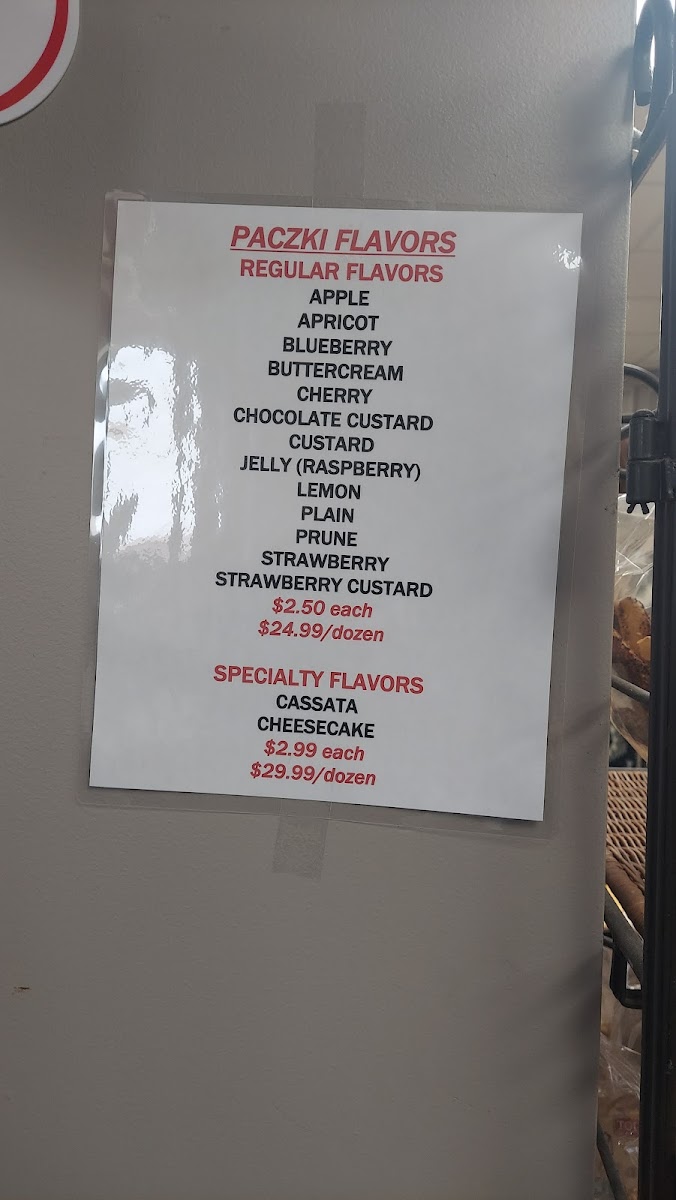 PACZKI FLAVORS
REGULAR FLAVORS
APPLE
APRICOT
BLUEBERRY
BUTTERCREAM
CHERRY
CHOCOLATE CUSTARD
CUSTARD
JELLY (RASPBERRY)
LEMON
PLAIN
PRUNE
STRAWBERRY
STRAWBERRY CUSTARD
$2.50 each
$24.99/dozen
SPECIALTY FLAVORS
CASSATA
CHEESECAKE
$2.99 each
$29.99/dozen